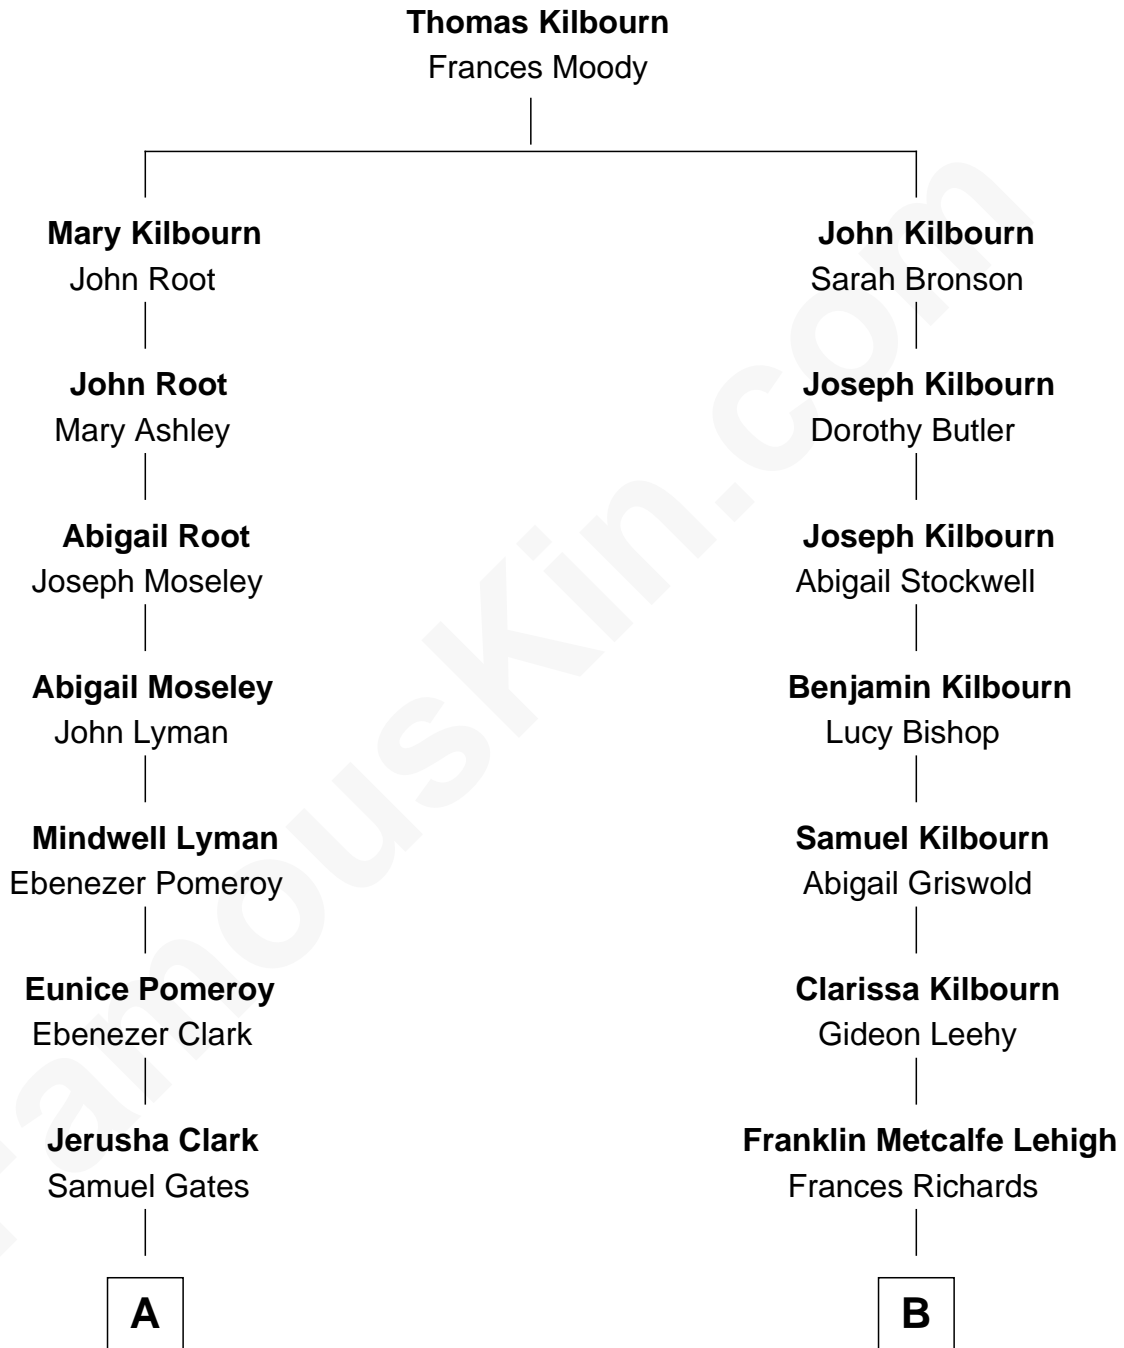 Thomas Kilbourn
Frances Moody
Mary Kilbourn
John Root
John Root
Mary Ashley
Abigail Root
Joseph Moseley
Abigail Moseley
John Lyman
Mindwell Lyman
Ebenezer Pomeroy
Eunice Pomeroy
Ebenezer Clark
Jerusha Clark
Samuel Gates
A
John Kilbourn
Sarah Bronson
Joseph Kilbourn
Dorothy Butler
Joseph Kilbourn
Abigail Stockwell
Benjamin Kilbourn
Lucy Bishop
Samuel Kilbourn
Abigail Griswold
Clarissa Kilbourn
Gideon Leehy
Franklin Metcalfe Lehigh
Frances Richards
B
FamousKin.com